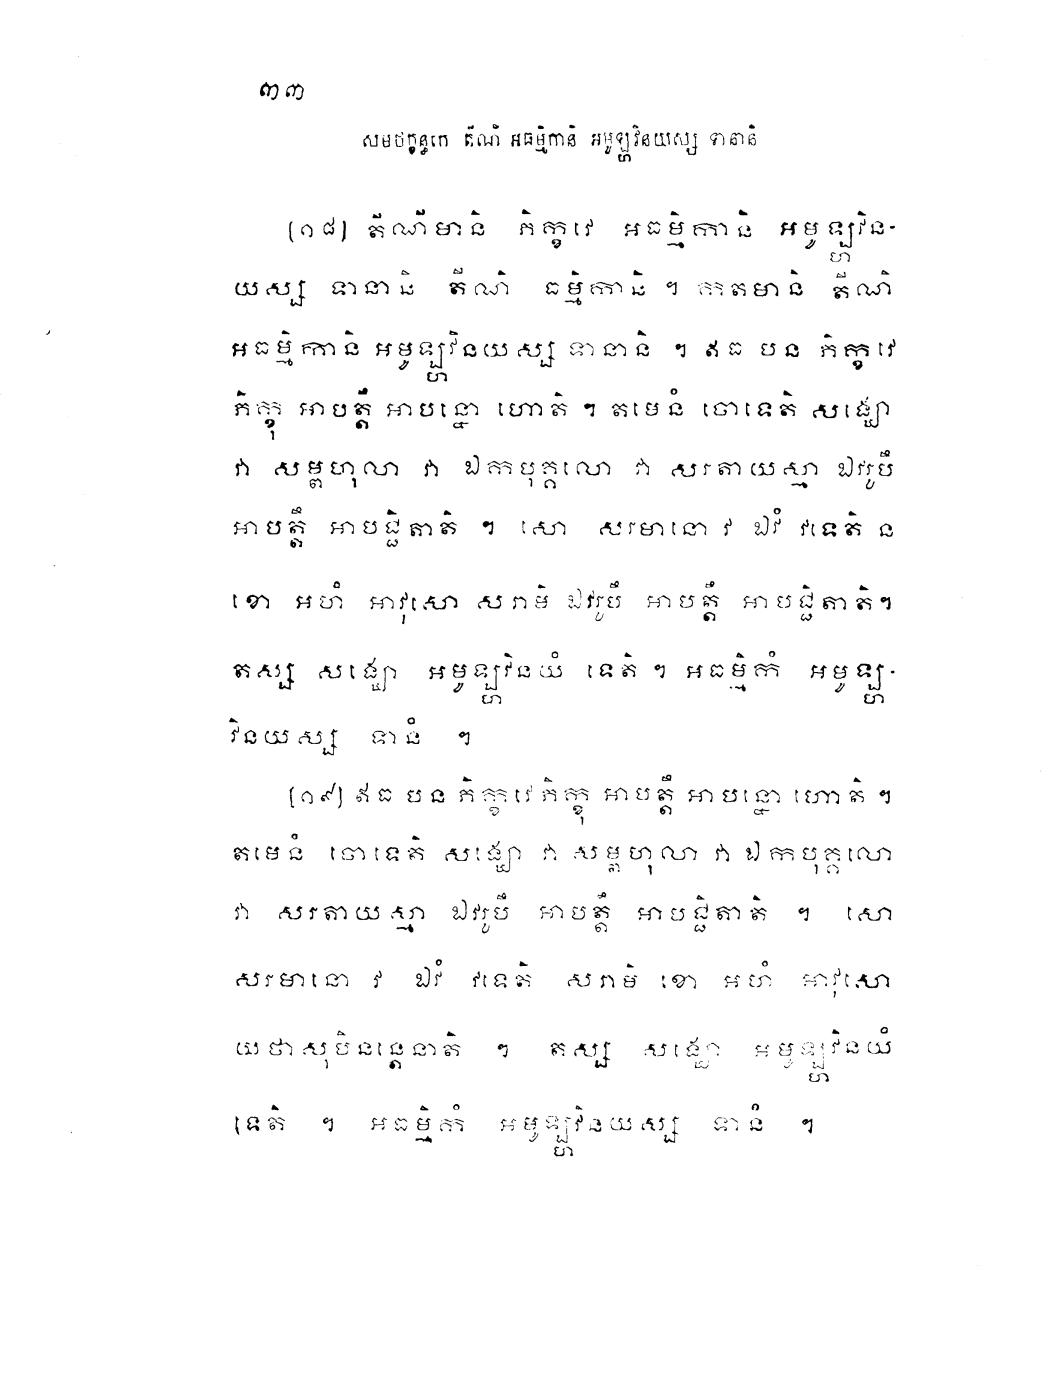 ៣៣
សមថក្ខន្ធកេ តីណិ អធម្មិកានិ អមូឡ្ហវិនយស្ស ទានានិ
[១៨] តីណីមានិ ភិក្ខវេ អធម្មិកានិ អមូឡ្ហវិន-
យស្ស ទានានិ តីណិ ធម្មិកានិ ។ កតមានិ តីណិ
អធម្មិកានិ អមូឡ្ហវិនយស្ស ទានានិ ។ ឥធ បន ភិក្ខវេ
ភិក្ខុ អាបត្តឹ អាបន្នោ ហោតិ ។ តមេនំ ចោទេតិ សង្ឃោ
វា សម្ពហុលា វា ឯកបុគ្គលោ វា សរតាយស្មា ឯវរូបឹ
អាបត្តឹ អាបជ្ជិតាតិ ។ សោ សរមានោ វ ឯវំ វទេតិ ន
ខោ អហំ អាវុសោ សរាមិ ឯវរូបឹ អាបត្តឹ អាបជ្ជិតាតិ។
តស្ស សង្ឃោ អមូឡ្ហវិនយំ ទេតិ ។ អធម្មិកំ អមូឡ្ហ-
វិនយស្ស ទានំ ។
[១៩] ឥធ បន ភិក្ខវេ ភិក្ខុ អាបត្តឹ អាបន្នោ ហោតិ ។
តមេនំ ចោទេតិ សង្ឃោ វា សម្ពហុលា វា ឯកបុគ្គលោ
វា សរតាយស្មា ឯវរូបឹ អាបត្តឹ អាបជ្ជិតាតិ ។ សោ
សរមានោ វ ឯវំ វទេតិ សរាមិ ខោ អហំ អាវុសោ
យថាសុបិនន្តេនាតិ ។ តស្ស សង្ឃោ អមូឡ្ហវិនយំ
ទេតិ ។ អធម្មិកំ អមូឡ្ហវិនយស្ស ទានំ ។